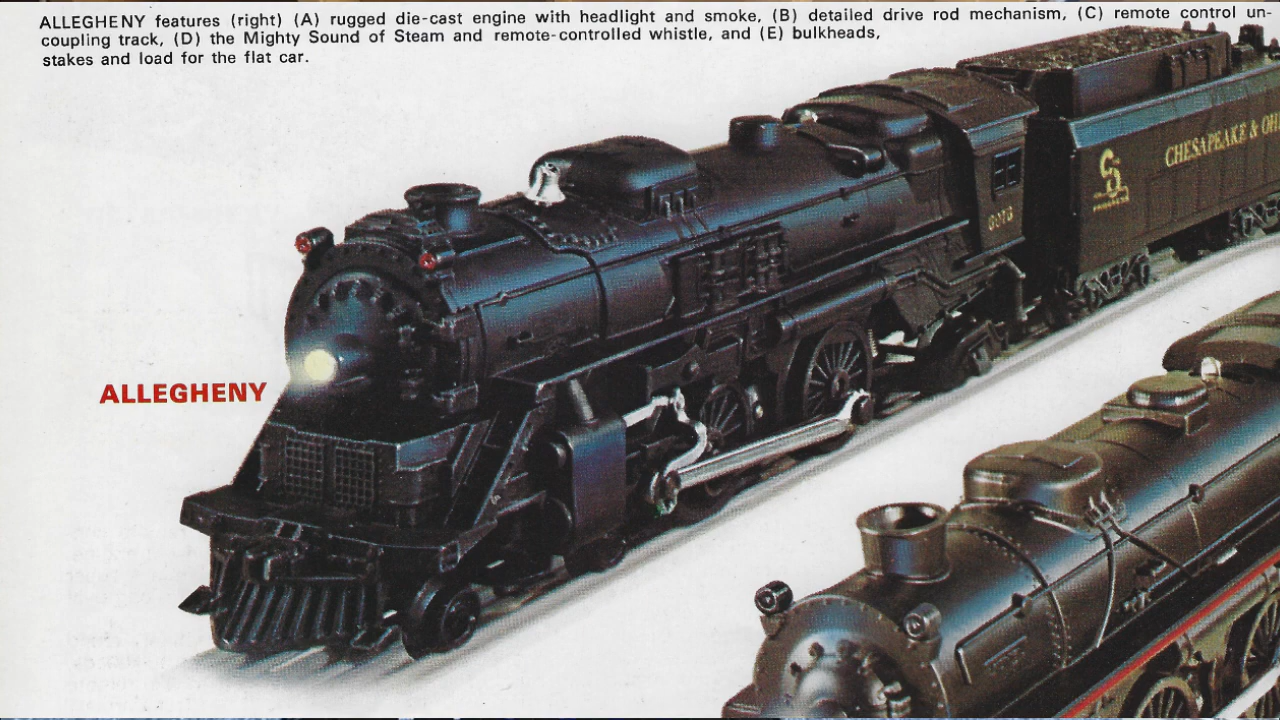 ALLEGHENY features (right) (A) rugged die-cast engine with headlight and smoke, (B) detailed drive rod mechanism, (C) remote control un-
coupling track, (D) the Mighty Sound of Steam and remote-controlled whistle, and (E) bulkheads,
stakes and load for the flat car.
CHESAPEAKE & OH
ALLEGHENY